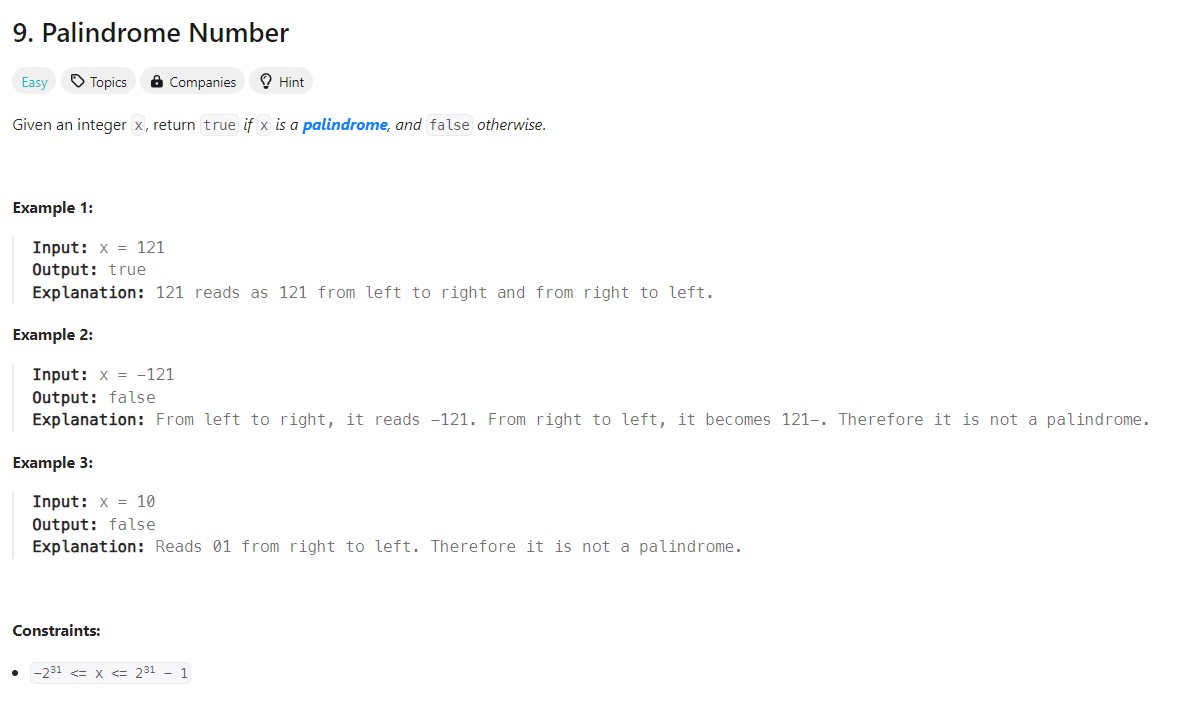 9. Palindrome Number
Easy Topics Companies Hint
Given an integer x, return true if x is a palindrome, and false otherwise.
Example 1:
Input: x = 121
Output: true
Explanation: 121 reads as 121 from left to right and from right to left.
Example 2:
Input: x = -121
Output: false
Explanation: From left to right, it reads -121. From right to left, it becomes 121-. Therefore it is not a palindrome.
Example 3:
Input: x = 10
Output: false
Explanation: Reads 01 from right to left. Therefore it is not a palindrome.
Constraints:
• -2³¹ <= x <= 2³¹ - 1